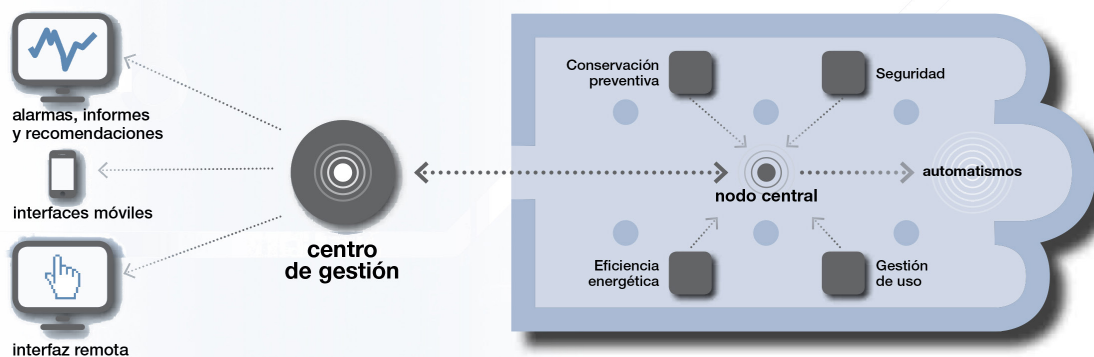 alarmas, informes
y recomendaciones
interfaces móviles
interfaz remota
centro
de gestión
Conservación
preventiva
Seguridad
nodo central
automatismos
Eficiencia
energética
Gestión
de uso